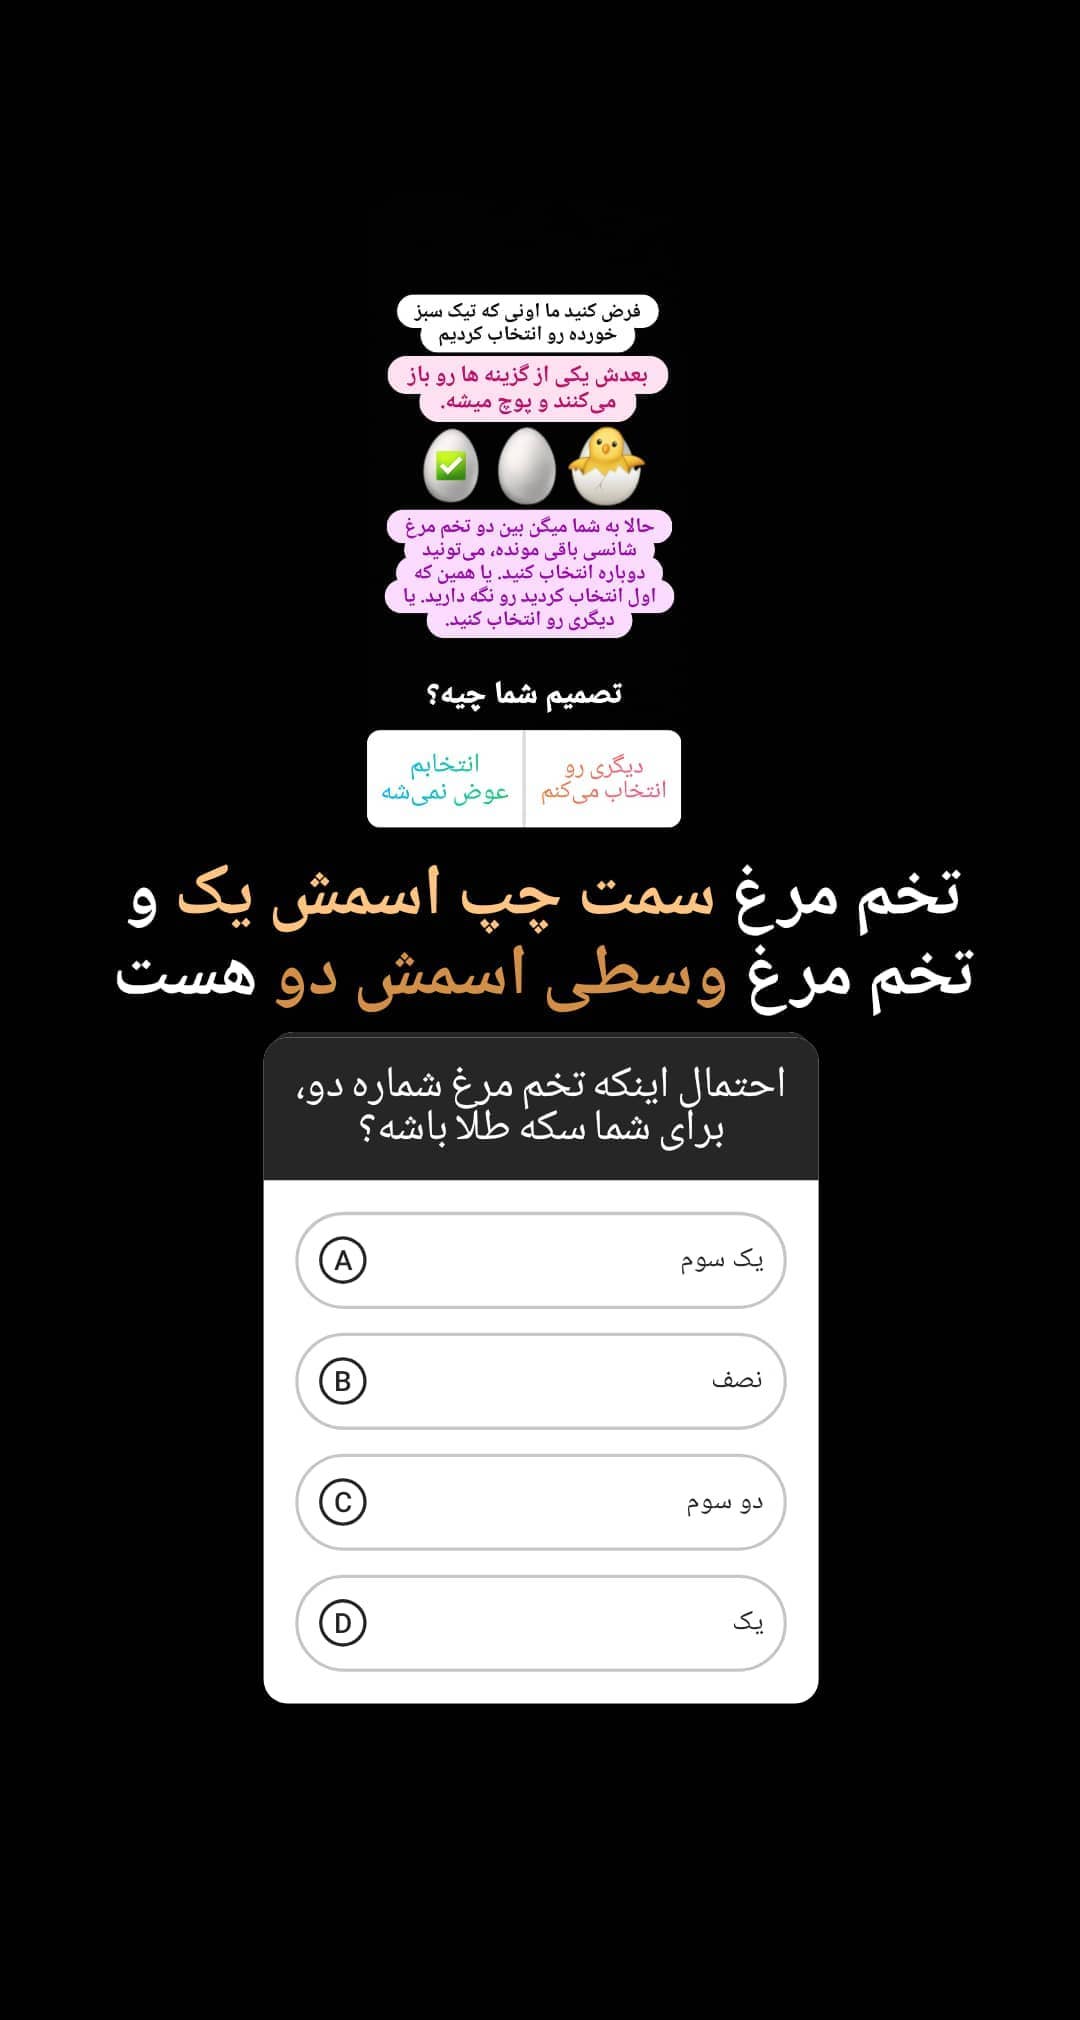 فرض کنید ما اونی که تیک سبز
خورده رو انتخاب کردیم
بعدش یکی از گزینه ها رو باز
می‌کنند و پوچ میشه.
حالا به شما میگن بین دو تخم مرغ
شانسی باقی مونده، می‌تونید
دوباره انتخاب کنید. یا همین که
اول انتخاب کردید رو نگه دارید. یا
دیگری رو انتخاب کنید.
تصمیم شما چیه؟
دیگری رو
انتخاب می‌کنم
انتخابم
عوض نمی‌شه
تخم مرغ سمت چپ اسمش یک و
تخم مرغ وسطی اسمش دو هست
احتمال اینکه تخم مرغ شماره دو،
برای شما سکه طلا باشه؟
A یک سوم
B نصف
C دو سوم
D یک